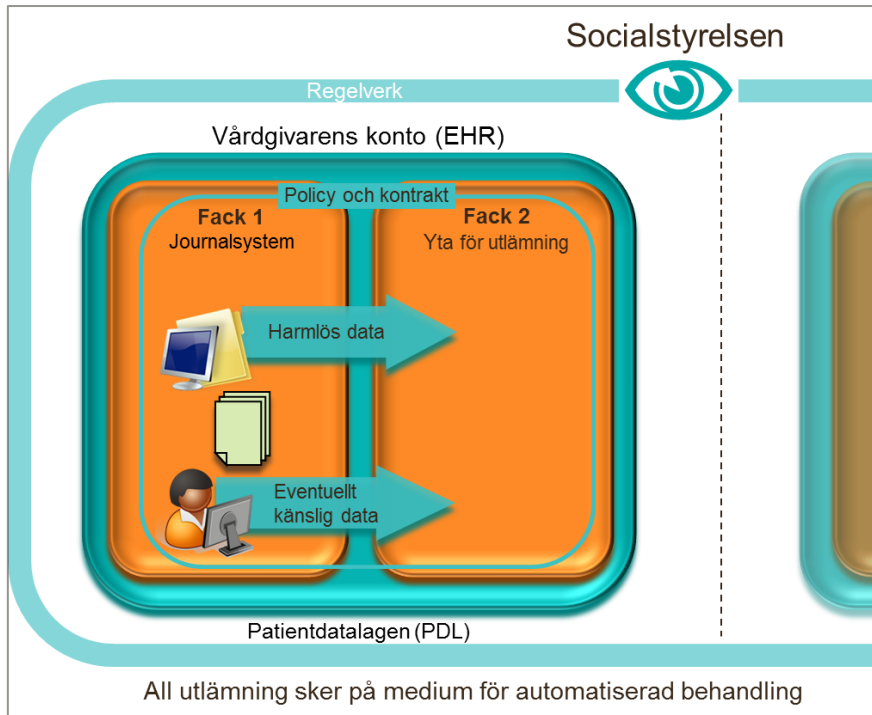 Socialstyrelsen
Regelverk
Vårdgivarens konto (EHR)
Policy och kontrakt
Fack 1
Journalsystem
Fack 2
Yta för utlämning
Harmlös data
Eventuellt
känslig data
Patientdatalagen (PDL)
All utlämning sker på medium för automatiserad behandling